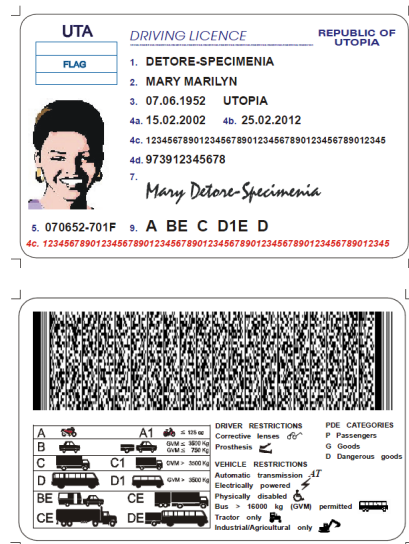 UTA
FLAG
DRIVING LICENCE
REPUBLIC OF
UTOPIA
1. DETORE-SPECIMENIA
2. MARY MARILYN
3. 07.06.1952 UTOPIA
4a. 15.02.2002 4b. 25.02.2012
4c. 12345678901234567890123456789012345
4d. 973912345678
7.
Mary Detore-Specimenia
5. 070652-701F 9. A BE C D1E D
4c. 12345678901234567890123456789012345678901234567890123456789012345
A A1 ≤ 125 cc
B GVM ≤ 3500 Kg
GVM ≤ 750 Kg
C C1 GVM > 3500 Kg
D D1 GVM > 3500 Kg
BE CE
CE DE
DRIVER RESTRICTIONS
Corrective lenses
Prosthesis
VEHICLE RESTRICTIONS
Automatic transmission AT
Electrically powered
Physically disabled
Bus > 16000 kg (GVM) permitted
Tractor only
Industrial/Agricultural only
PDE CATEGORIES
P Passengers
G Goods
D Dangerous goods